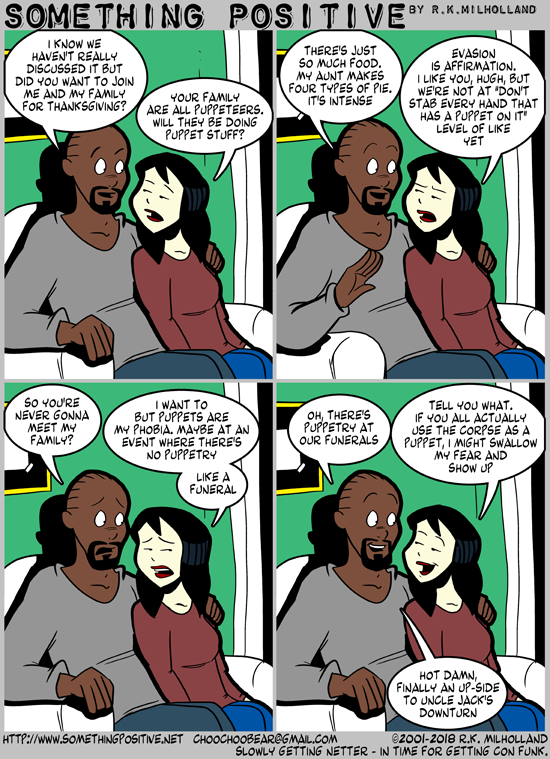 SOMETHING POSITIVE BY R.K.MILHOLLAND
I KNOW WE
HAVEN'T REALLY
DISCUSSED IT BUT
DID YOU WANT TO JOIN
ME AND MY FAMILY
FOR THANKSGIVING?
YOUR FAMILY
ARE ALL PUPPETEERS.
WILL THEY BE DOING
PUPPET STUFF?
THERE'S JUST
SO MUCH FOOD.
MY AUNT MAKES
FOUR TYPES OF PIE.
IT'S INTENSE
EVASION
IS AFFIRMATION.
I LIKE YOU, HUGH, BUT
WE'RE NOT AT "DON'T
STAB EVERY HAND THAT
HAS A PUPPET ON IT"
LEVEL OF LIKE
YET
SO YOU'RE
NEVER GONNA
MEET MY
FAMILY?
I WANT TO
BUT PUPPETS ARE
MY PHOBIA. MAYBE AT AN
EVENT WHERE THERE'S
NO PUPPETRY
LIKE A
FUNERAL
OH, THERE'S
PUPPETRY AT
OUR FUNERALS
TELL YOU WHAT.
IF YOU ALL ACTUALLY
USE THE CORPSE AS A
PUPPET, I MIGHT SWALLOW
MY FEAR AND
SHOW UP
HOT DAMN,
FINALLY AN UP-SIDE
TO UNCLE JACK'S
DOWNTURN
HTTP://WWW.SOMETHINGPOSITIVE.NET CHOOCHOOBEAR@GMAIL.COM ©2001-2018 R.K. MILHOLLAND
SLOWLY GETTING NETTER - IN TIME FOR GETTING CON FUNK.